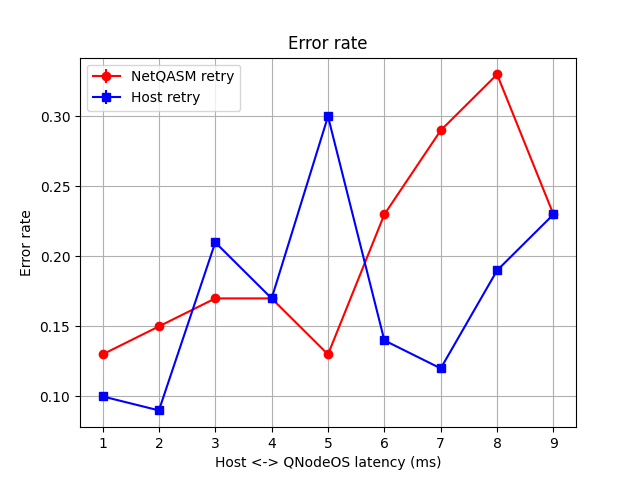 Error rate
NetQASM retry
Host retry
Error rate
0.30
0.25
0.20
0.15
0.10
1 2 3 4 5 6 7 8 9
Host <-> QNodeOS latency (ms)